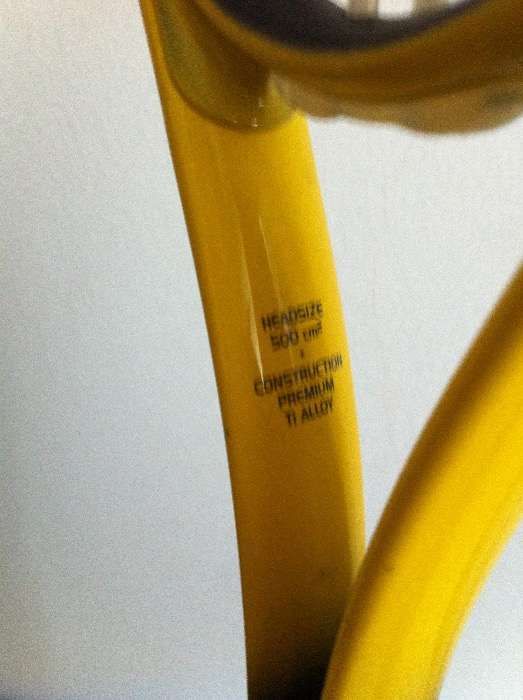 HEADSIZE
500 cm²
CONSTRUCTION
PREMIUM
TI ALLOY